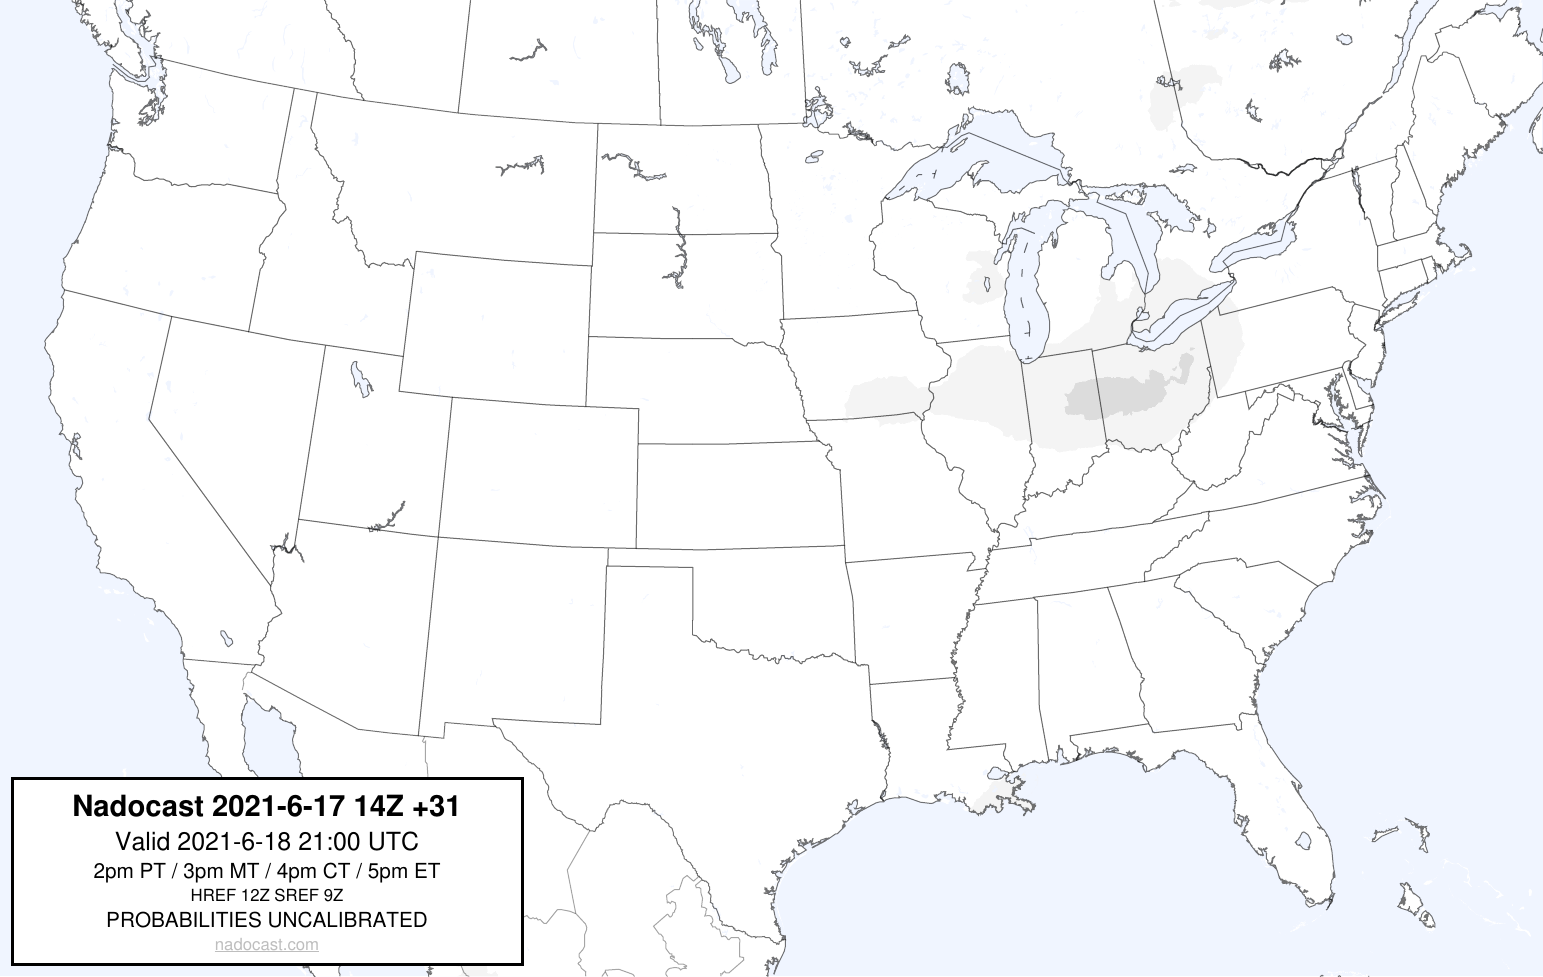 Nadocast 2021-6-17 14Z +31
Valid 2021-6-18 21:00 UTC
2pm PT / 3pm MT / 4pm CT / 5pm ET
HREF 12Z SREF 9Z
PROBABILITIES UNCALIBRATED
nadocast.com